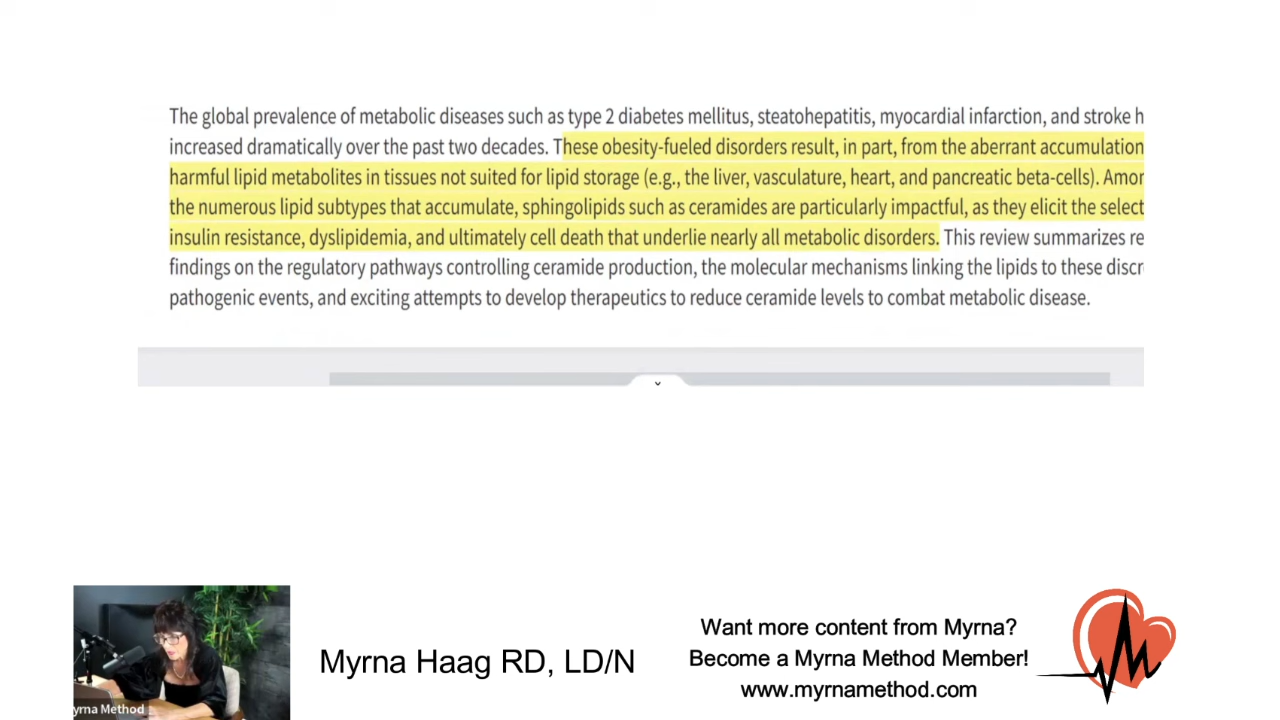 The global prevalence of metabolic diseases such as type 2 diabetes mellitus, steatohepatitis, myocardial infarction, and stroke h
increased dramatically over the past two decades. These obesity-fueled disorders result, in part, from the aberrant accumulation
harmful lipid metabolites in tissues not suited for lipid storage (e.g., the liver, vasculature, heart, and pancreatic beta-cells). Amon
the numerous lipid subtypes that accumulate, sphingolipids such as ceramides are particularly impactful, as they elicit the select
insulin resistance, dyslipidemia, and ultimately cell death that underlie nearly all metabolic disorders. This review summarizes re
findings on the regulatory pathways controlling ceramide production, the molecular mechanisms linking the lipids to these discr
pathogenic events, and exciting attempts to develop therapeutics to reduce ceramide levels to combat metabolic disease.
Myrna Haag RD, LD/N
Want more content from Myrna?
Become a Myrna Method Member!
www.myrnamethod.com
yrna Method